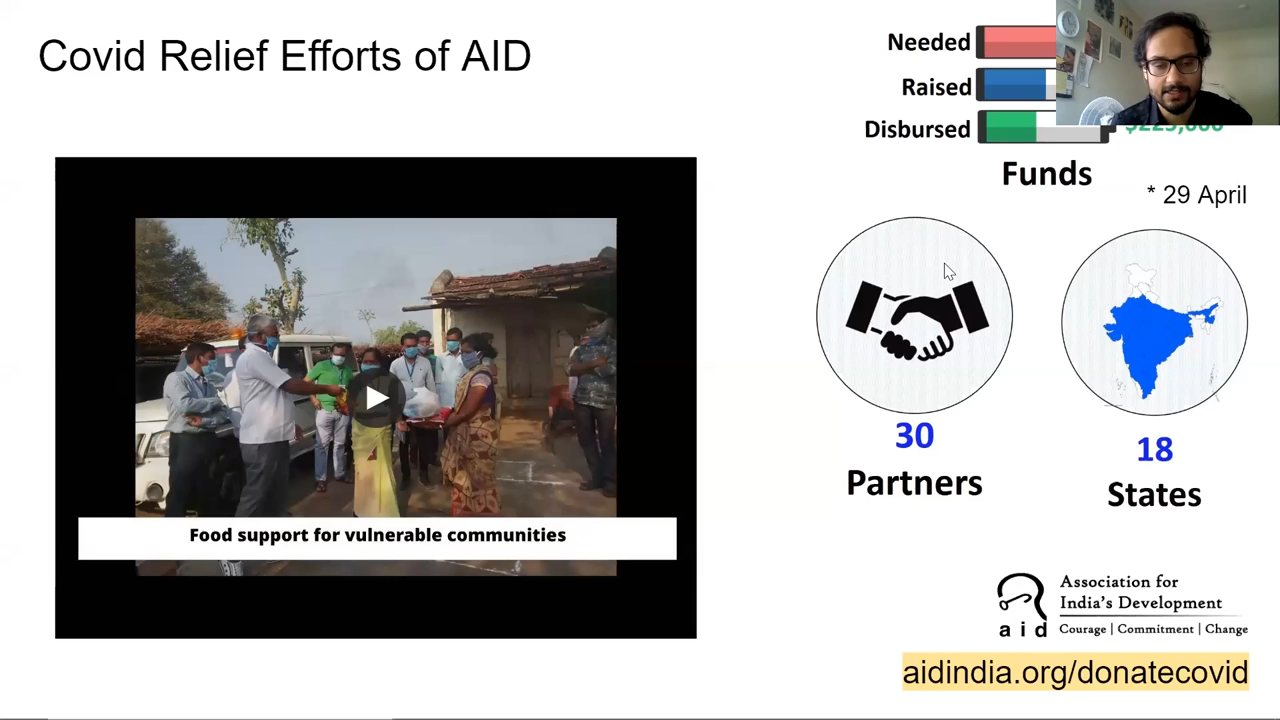 Covid Relief Efforts of AID
Needed
Raised
Disbursed
Funds
* 29 April
30
Partners
18
States
Food support for vulnerable communities
Association for
India's Development
aid
Courage | Commitment | Change
aidindia.org/donatecovid